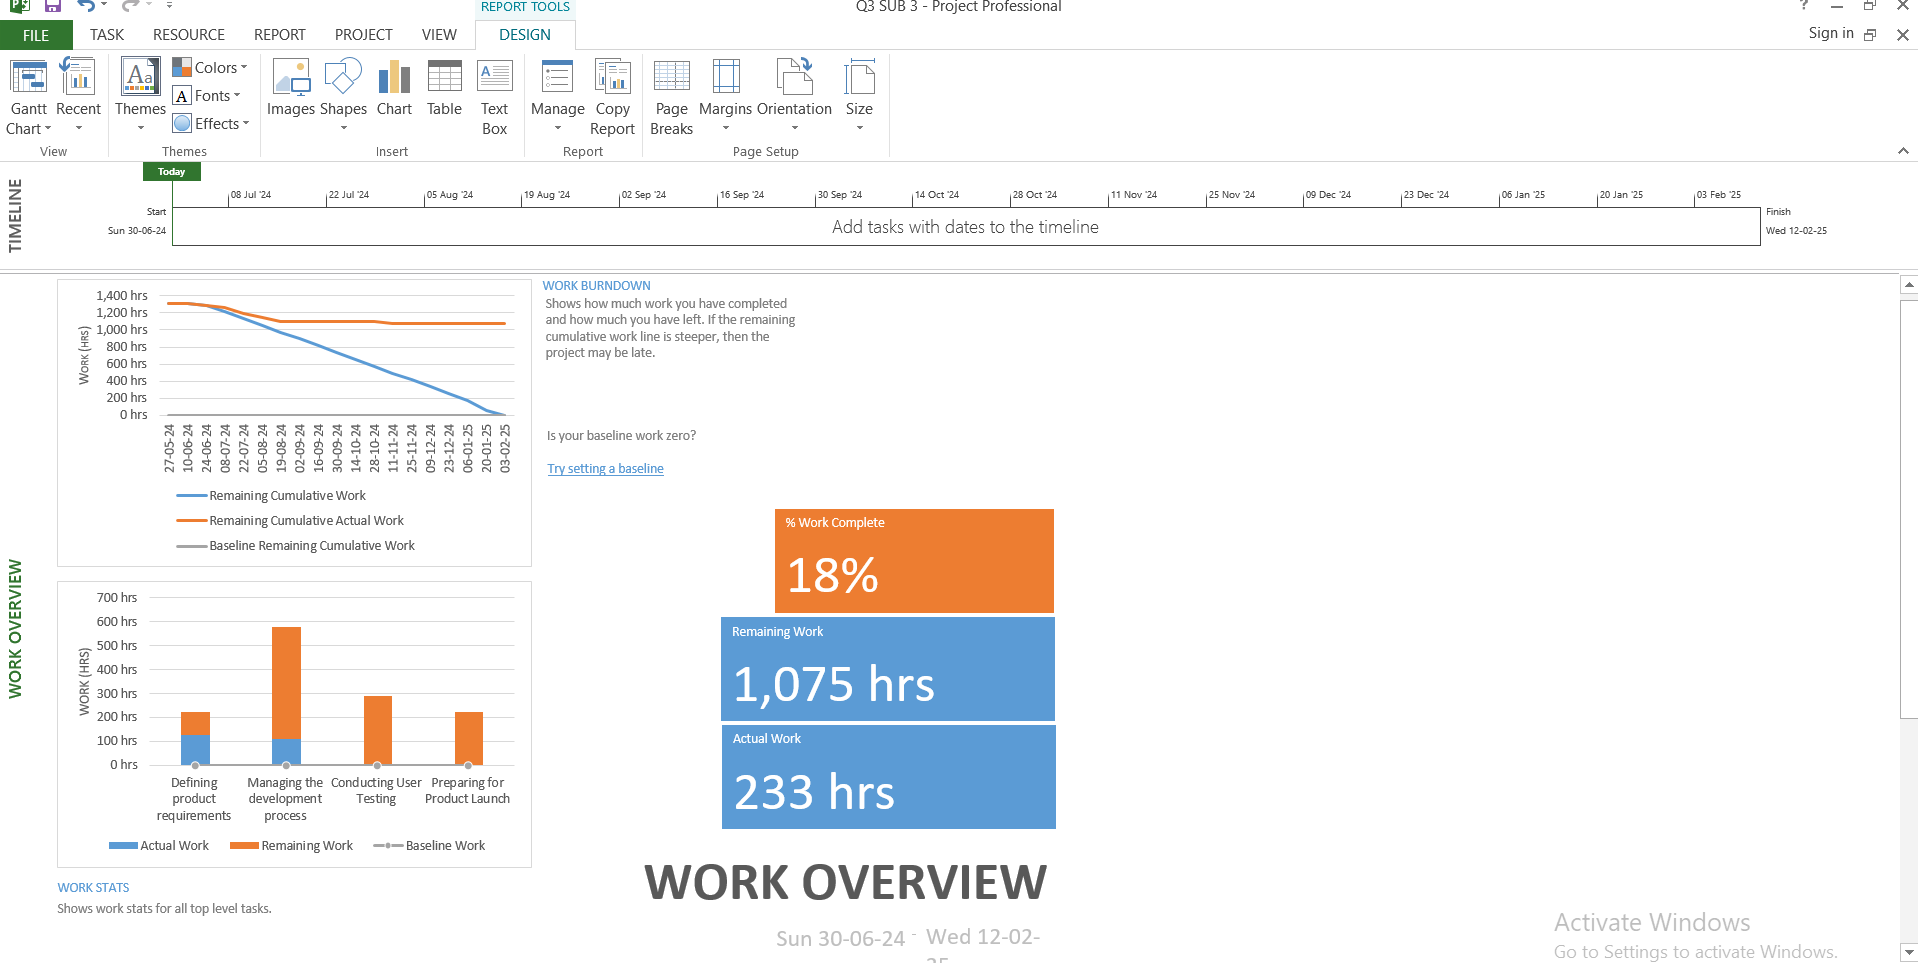 REPORT TOOLS
Q3 SUB 3 - Project Professional
?
FILE TASK RESOURCE REPORT PROJECT VIEW DESIGN
Sign in
Gantt Chart
Recent
View
Themes
Colors
Fonts
Effects
Themes
Images
Shapes
Chart
Table
Text Box
Insert
Manage
Copy Report
Report
Page Breaks
Margins
Orientation
Size
Page Setup
TIMELINE
Today
08 Jul '24 22 Jul '24 05 Aug '24 19 Aug '24 02 Sep '24 16 Sep '24 30 Sep '24 14 Oct '24 28 Oct '24 11 Nov '24 25 Nov '24 09 Dec '24 23 Dec '24 06 Jan '25 20 Jan '25 03 Feb '25
Start
Sun 30-06-24
Add tasks with dates to the timeline
Finish
Wed 12-02-25
WORK OVERVIEW
WORK (HRS)
1,400 hrs
1,200 hrs
1,000 hrs
800 hrs
600 hrs
400 hrs
200 hrs
0 hrs
27-05-24 10-06-24 24-06-24 08-07-24 22-07-24 05-08-24 19-08-24 02-09-24 16-09-24 30-09-24 14-10-24 28-10-24 11-11-24 25-11-24 09-12-24 23-12-24 06-01-25 20-01-25 03-02-25
Remaining Cumulative Work
Remaining Cumulative Actual Work
Baseline Remaining Cumulative Work
WORK BURNDOWN
Shows how much work you have completed
and how much you have left. If the remaining
cumulative work line is steeper, then the
project may be late.
Is your baseline work zero?
Try setting a baseline
% Work Complete
18%
Remaining Work
1,075 hrs
Actual Work
233 hrs
WORK (HRS)
700 hrs
600 hrs
500 hrs
400 hrs
300 hrs
200 hrs
100 hrs
0 hrs
Defining product requirements
Managing the development process
Conducting User Testing
Preparing for Product Launch
Actual Work Remaining Work Baseline Work
WORK STATS
Shows work stats for all top level tasks.
WORK OVERVIEW
Sun 30-06-24 - Wed 12-02-
25
Activate Windows
Go to Settings to activate Windows.